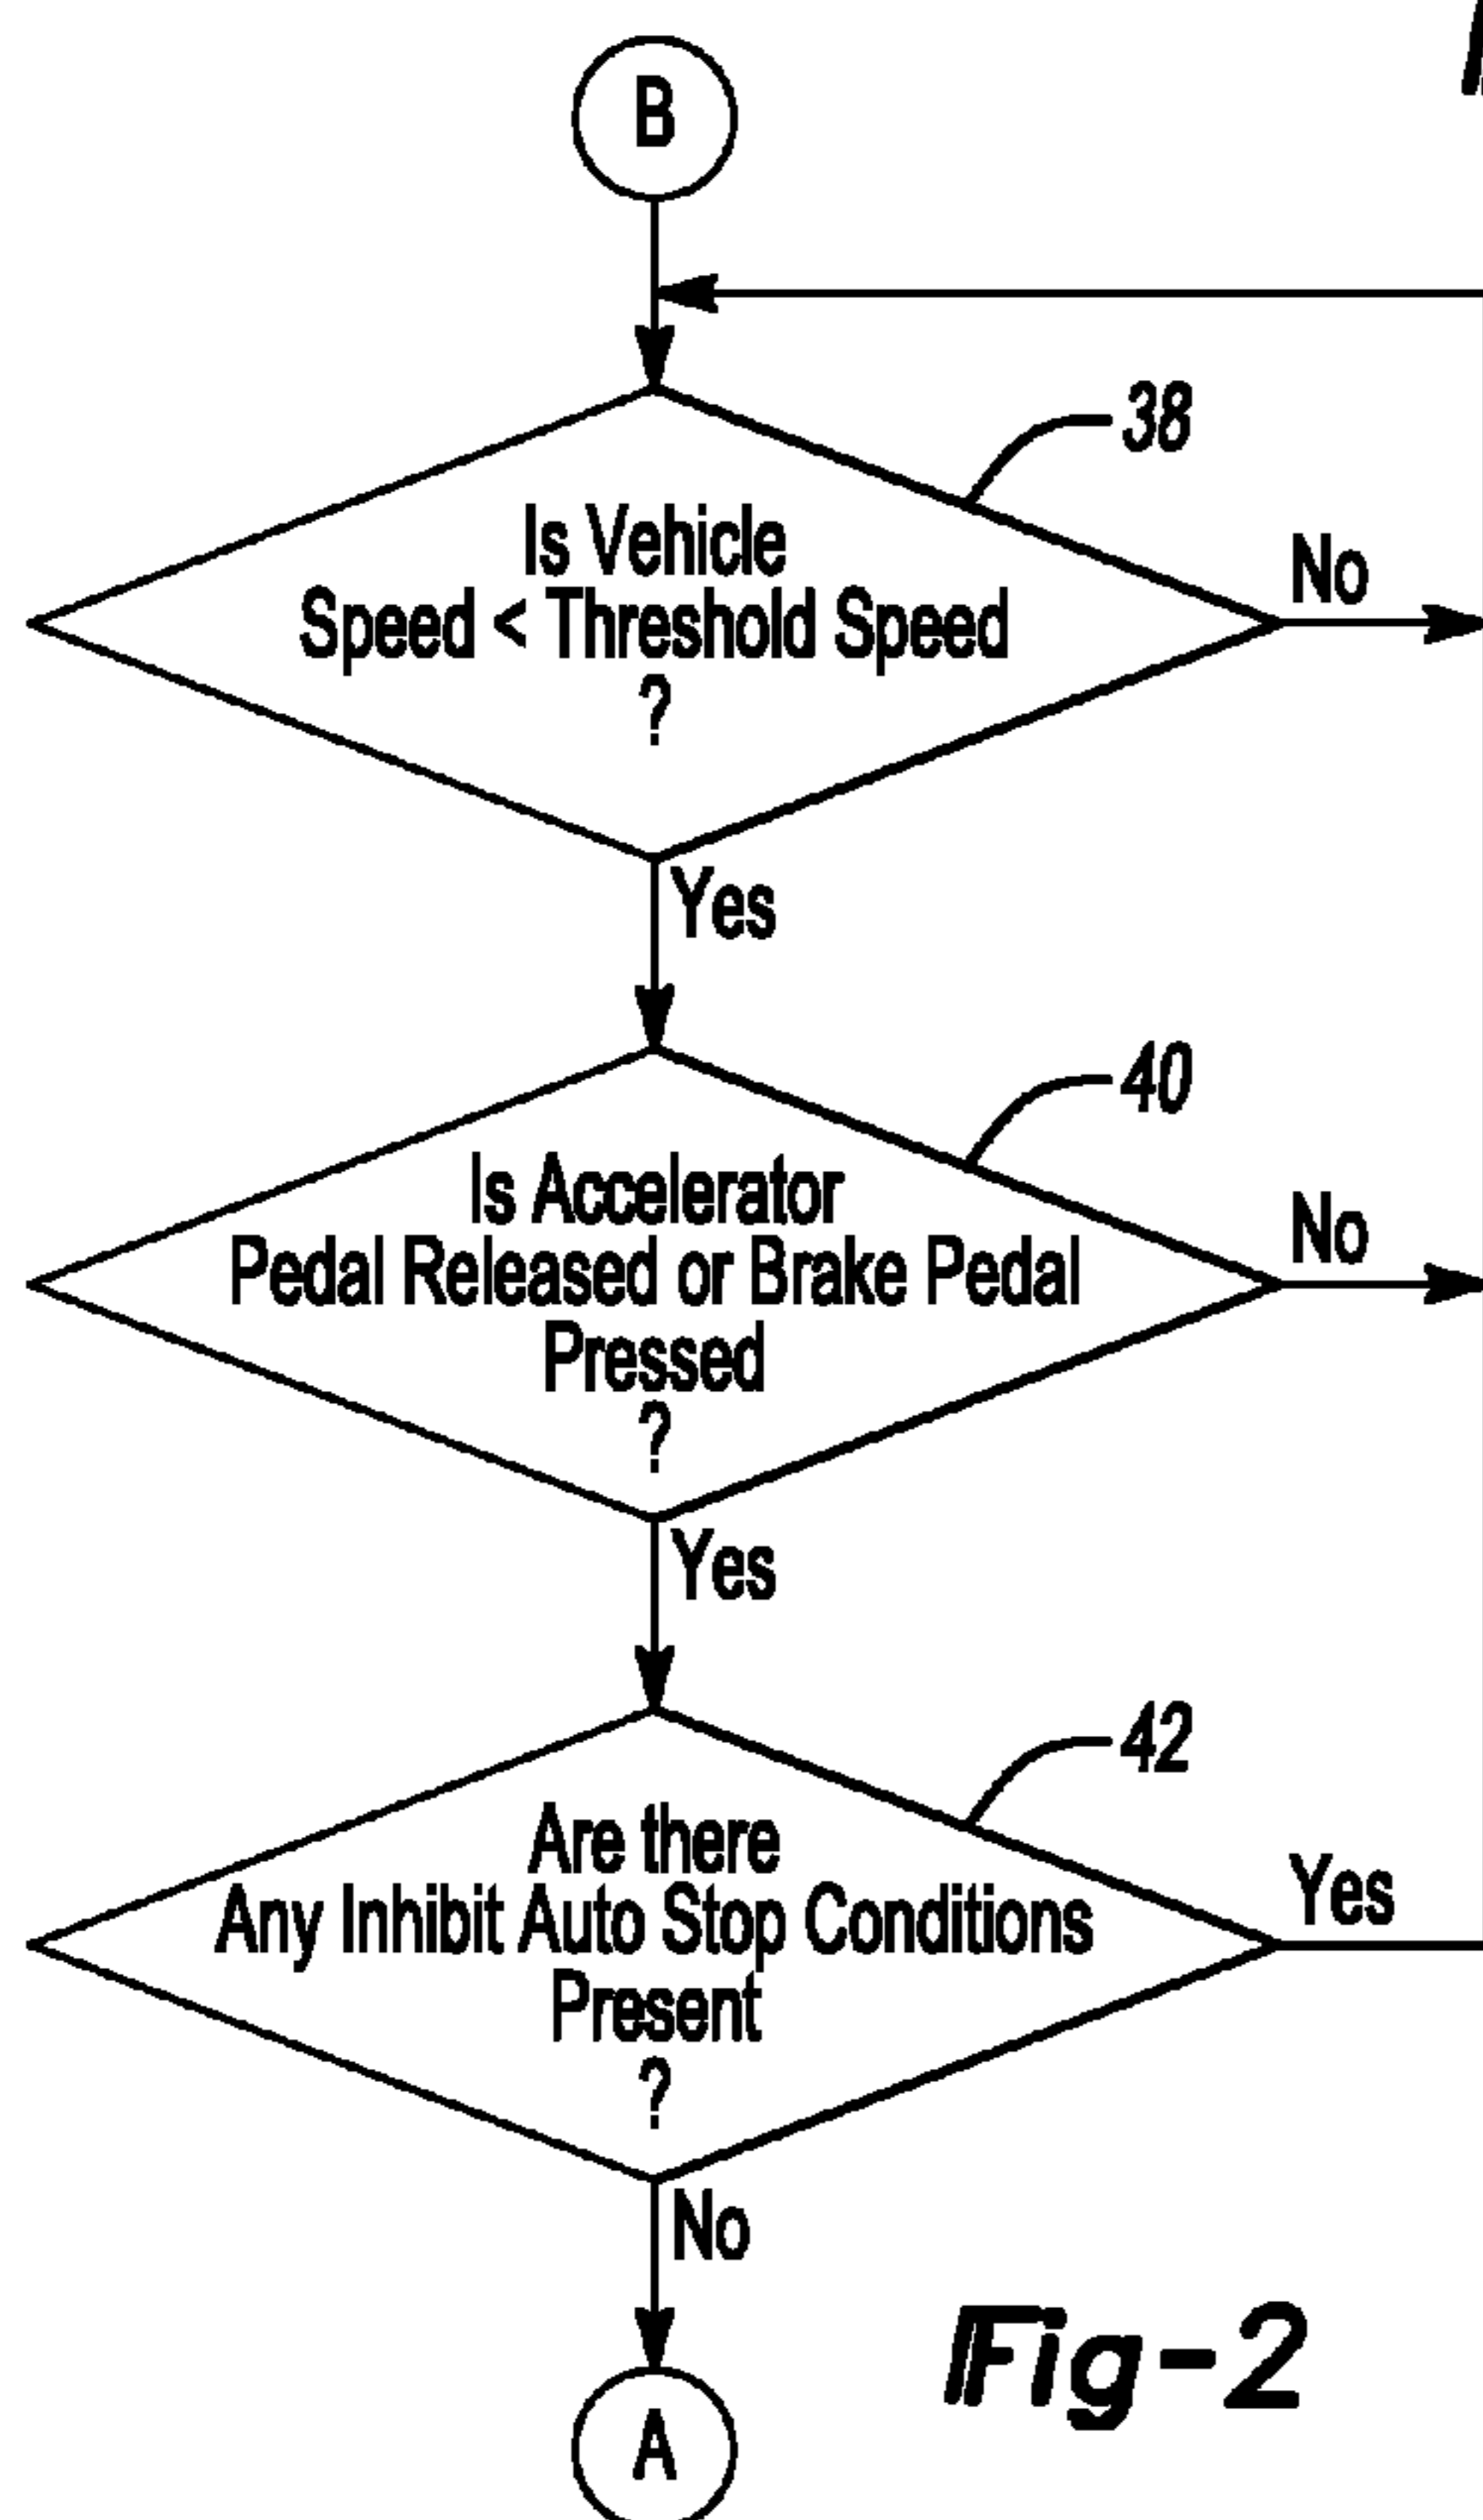 B
38
Is Vehicle
Speed < Threshold Speed
?
No
Yes
40
Is Accelerator
Pedal Released or Brake Pedal
Pressed
?
No
Yes
42
Are there
Any Inhibit Auto Stop Conditions
Present
?
Yes
No
Fig-2
A